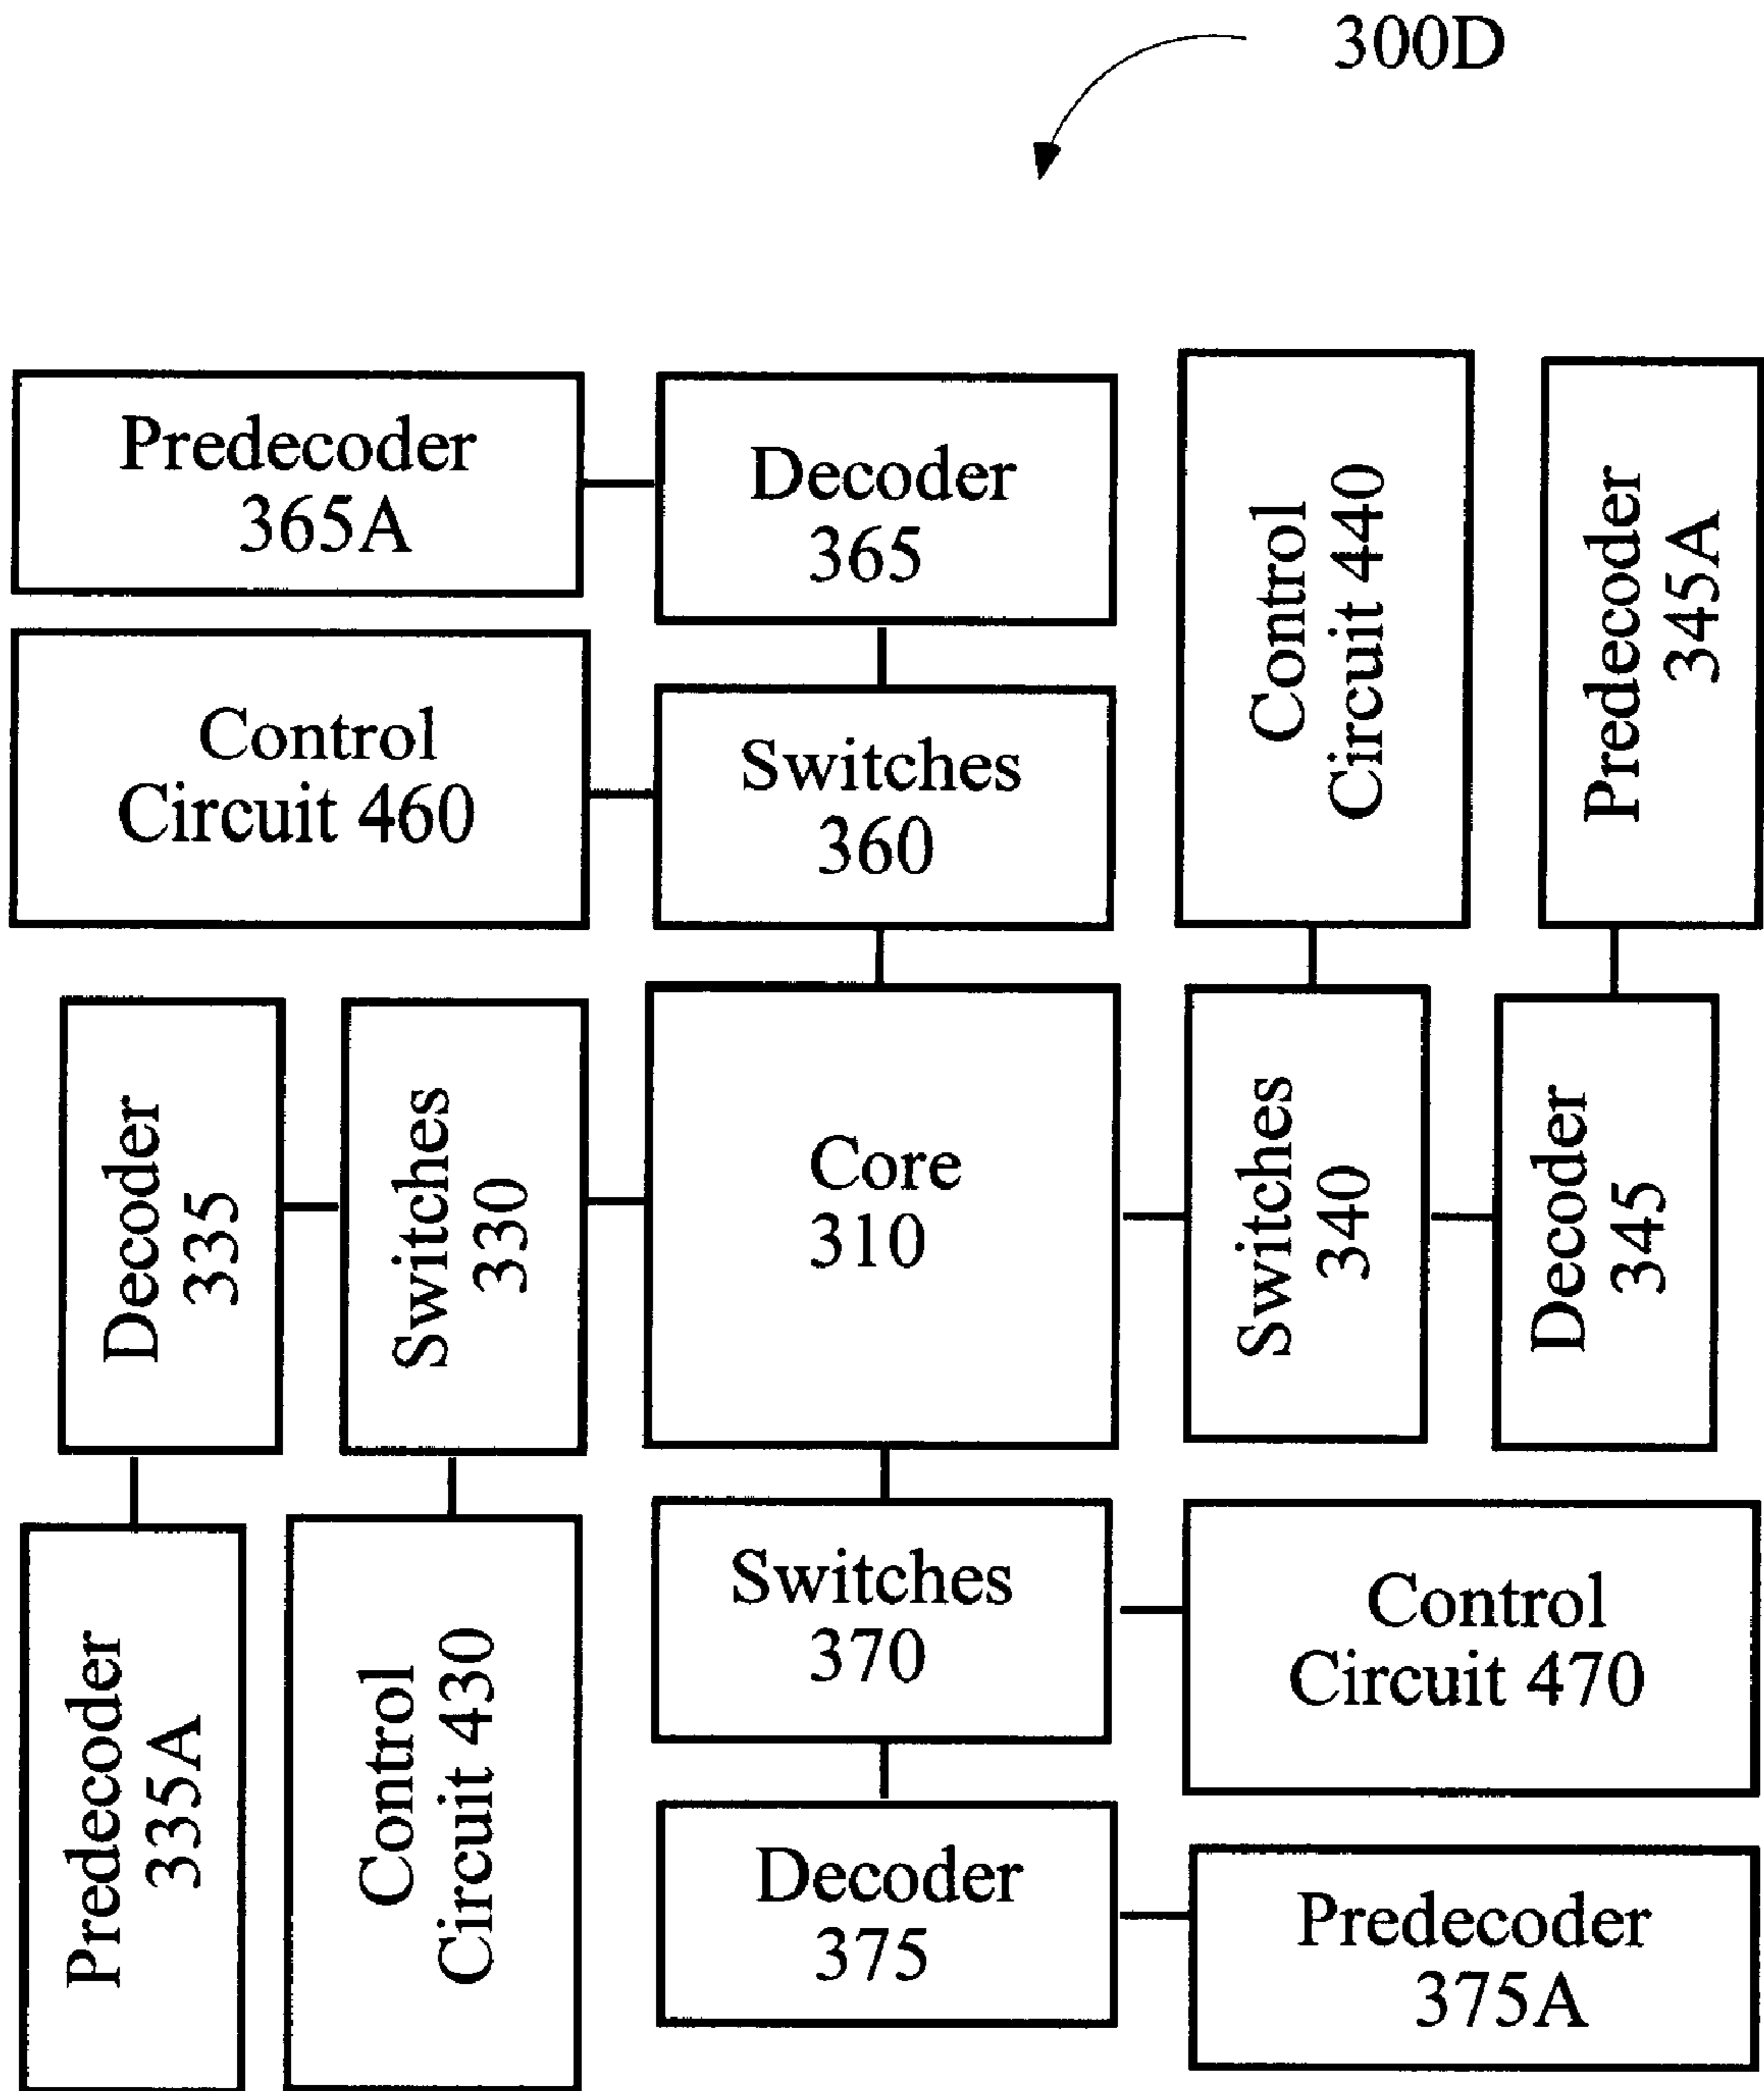 300D
Predecoder
365A
Decoder
365
Control
Circuit 440
Predecoder
345A
Control
Circuit 460
Switches
360
Decoder
335
Switches
330
Core
310
Switches
340
Decoder
345
Predecoder
335A
Control
Circuit 430
Switches
370
Control
Circuit 470
Decoder
375
Predecoder
375A